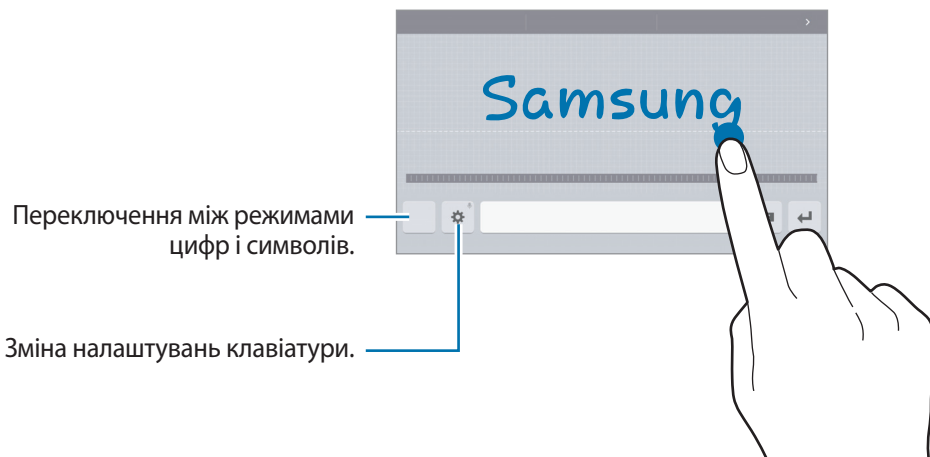 Samsung
Переключення між режимами
цифр і символів.
Зміна налаштувань клавіатури.